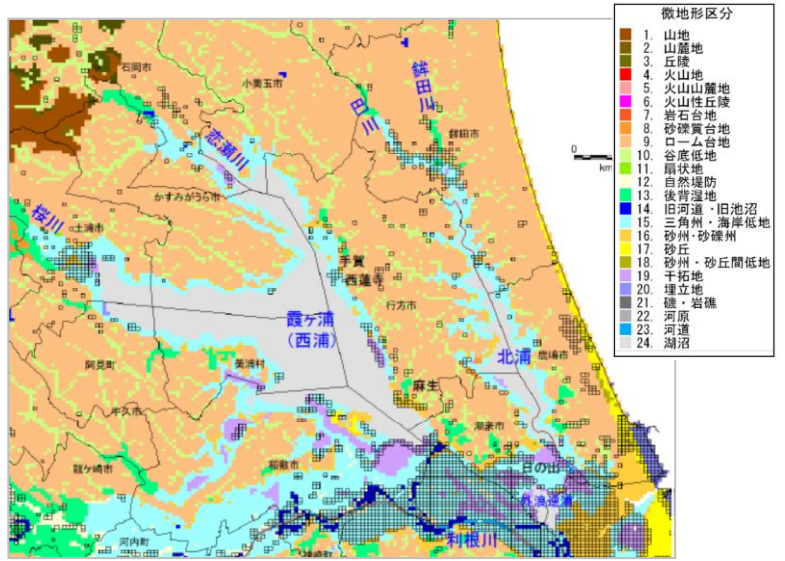 微地形区分
1. 山地
2. 山麓地
3. 丘陵
4. 火山地
5. 火山山麓地
6. 火山性丘陵
7. 岩石台地
8. 砂礫質台地
9. ローム台地
10. 谷底低地
11. 扇状地
12. 自然堤防
13. 後背湿地
14. 旧河道・旧池沼
15. 三角州・海岸低地
16. 砂州・砂礫州
17. 砂丘
18. 砂州・砂丘間低地
19. 干拓地
20. 埋立地
21. 磯・岩礁
22. 河原
23. 河道
24. 湖沼
0
km
石岡市
小美玉市
巴川
鉾田川
鉾田市
恋瀬川
かすみがうら市
桜川
土浦市
手賀
西蓮寺
行方市
霞ヶ浦
(西浦)
北浦
鹿嶋市
阿見町
美浦村
麻生
牛久市
潮来市
龍ヶ崎市
稲敷市
日の出
外浪逆浦
河内町
利根川
神崎町